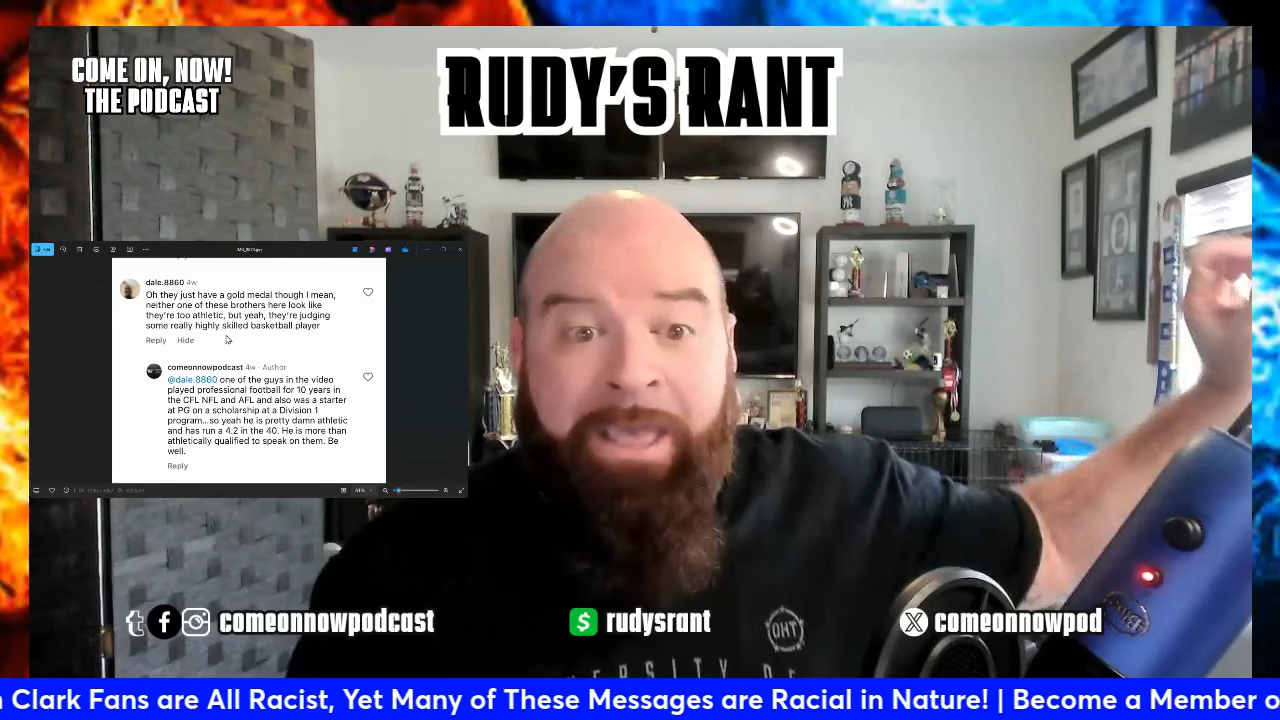 COME ON, NOW!
THE PODCAST
RUDY'S RANT
dale.8860 4w
Oh they just have a gold medal though I mean,
neither one of these brothers here look like
they're too athletic, but yeah, they're judging
some really highly skilled basketball player
Reply Hide
comeonnowpodcast 4w · Author
@dale.8860 one of the guys in the video
played professional football for 10 years in
the CFL NFL and AFL and also was a starter
at PG on a scholarship at a Division 1
program...so yeah he is pretty damn athletic
and has run a 4.2 in the 40. He is more than
athletically qualified to speak on them. Be
well.
Reply
61%
comeonnowpodcast
rudysrant
comeonnowpod
OHT
ERSITY OF
Blue
Clark Fans are All Racist, Yet Many of These Messages are Racial in Nature! | Become a Member o